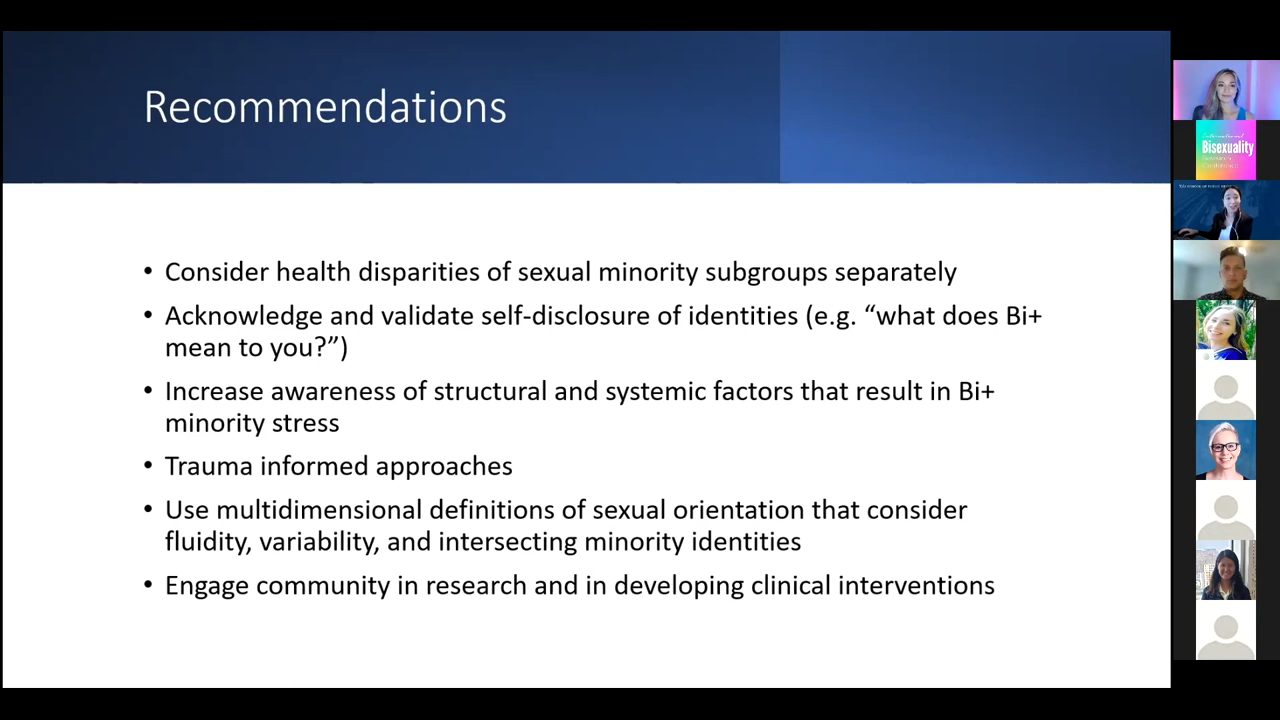 Recommendations
• Consider health disparities of sexual minority subgroups separately
• Acknowledge and validate self-disclosure of identities (e.g. “what does Bi+
mean to you?”)
• Increase awareness of structural and systemic factors that result in Bi+
minority stress
• Trauma informed approaches
• Use multidimensional definitions of sexual orientation that consider
fluidity, variability, and intersecting minority identities
• Engage community in research and in developing clinical interventions
International
Bisexuality
Research
Conference